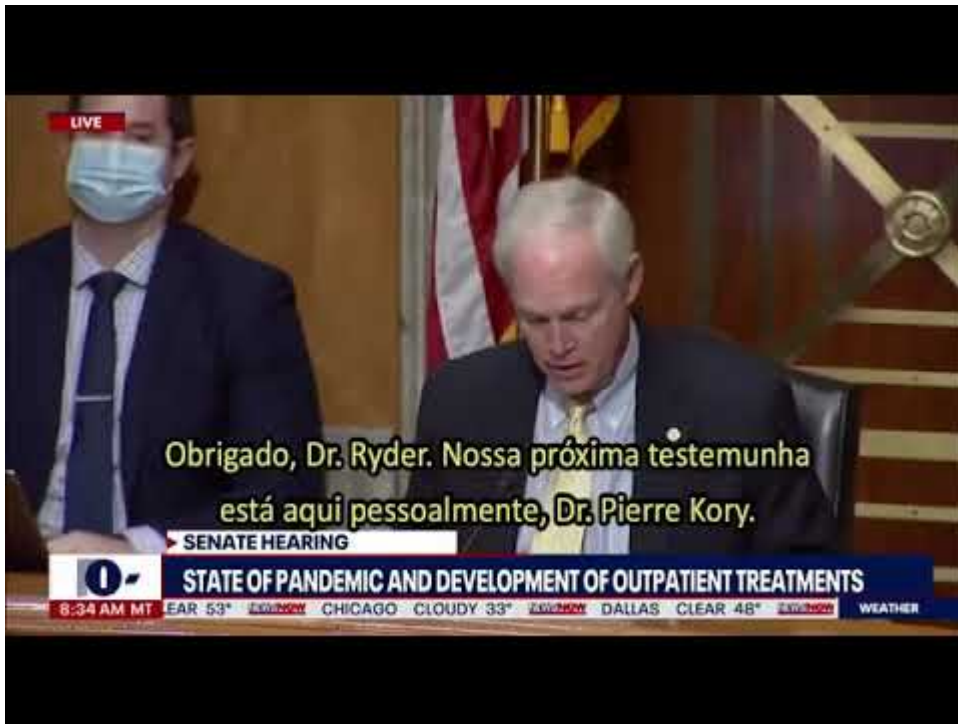 LIVE
Obrigado, Dr. Ryder. Nossa próxima testemunha
está aqui pessoalmente, Dr. Pierre Kory.
SENATE HEARING
STATE OF PANDEMIC AND DEVELOPMENT OF OUTPATIENT TREATMENTS
8:34 AM MT EAR 53° CHICAGO CLOUDY 33° DALLAS CLEAR 48° WEATHER